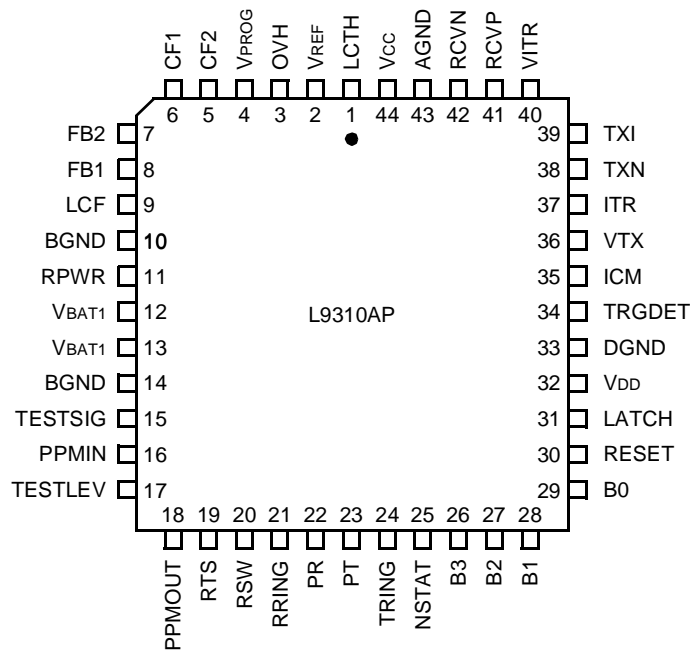 CF1 CF2 VPROG OVH VREF LCTH VCC AGND RCVN RCVP VITR
6 5 4 3 2 1 44 43 42 41 40
FB2 7 39 TXI
FB1 8 38 TXN
LCF 9 37 ITR
BGND 10 36 VTX
RPWR 11 35 ICM
VBAT1 12 L9310AP 34 TRGDET
VBAT1 13 33 DGND
BGND 14 32 VDD
TESTSIG 15 31 LATCH
PPMIN 16 30 RESET
TESTLEV 17 29 B0
18 19 20 21 22 23 24 25 26 27 28
PPMOUT RTS RSW RRING PR PT TRING NSTAT B3 B2 B1